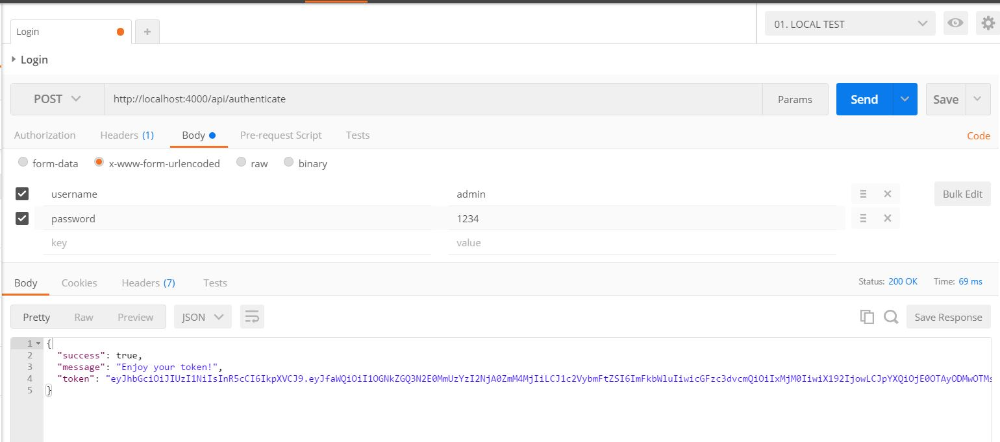 Login
+
01. LOCAL TEST
Login
POST http://localhost:4000/api/authenticate Params Send Save
Authorization Headers (1) Body Pre-request Script Tests Code
form-data x-www-form-urlencoded raw binary
username admin Bulk Edit
password 1234
key value
Body Cookies Headers (7) Tests Status: 200 OK Time: 69 ms
Pretty Raw Preview JSON Save Response
1 {
2 "success": true,
3 "message": "Enjoy your token!",
4 "token": "eyJhbGciOiJIUzI1NiIsInR5cCI6IkpXVCJ9.eyJfaWQiOiI1OGNkZGQ3N2E0MmUzYzI2NjA0ZmM4MjIiLCJ1c2VybmFtZSI6ImFkbWluIiwicGFzc3dvcmQiOiIxMjM0IiwiX192IjowLCJpYXQiOjE0OTAyODMwOTMs
5 }